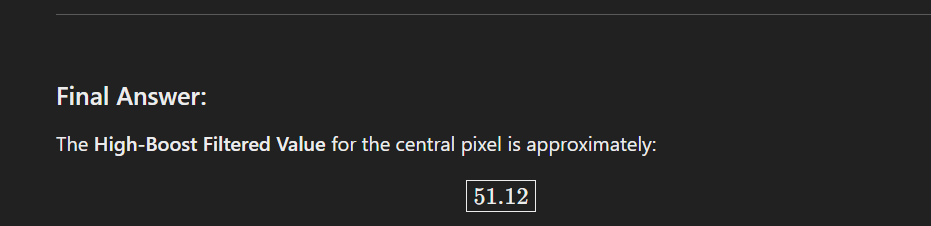 Final Answer:
The High-Boost Filtered Value for the central pixel is approximately:
51.12